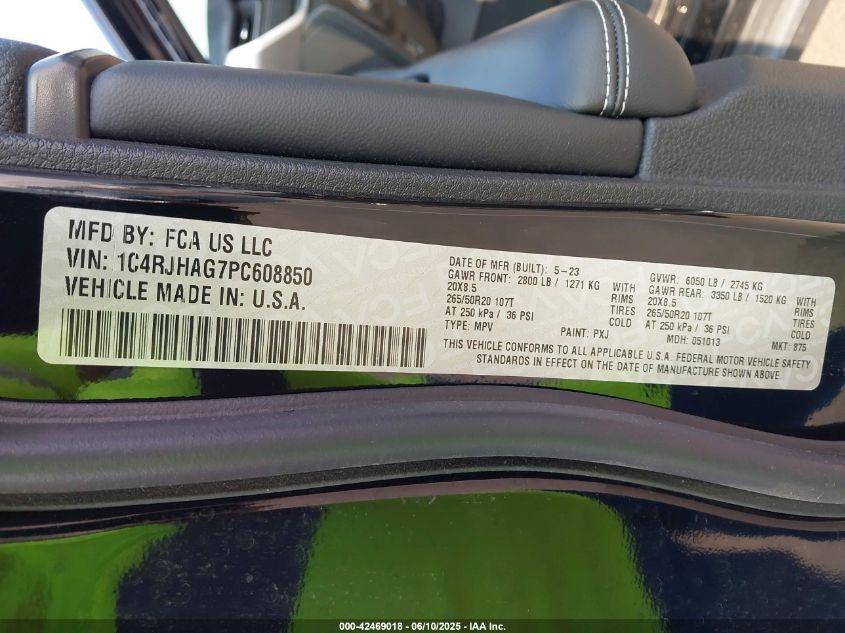 MFD BY: FCA US LLC
VIN: 1C4RJHAG7PC608850
VEHICLE MADE IN: U.S.A.
DATE OF MFR (BUILT): 5-23
GAWR FRONT: 2800 LB / 1271 KG WITH
20X8.5 RIMS
265/50R20 107T TIRES
AT 250 kPa / 36 PSI COLD
TYPE: MPV PAINT: PXJ
GVWR: 6050 LB / 2745 KG
GAWR REAR: 3350 LB / 1520 KG WITH
20X8.5 RIMS
265/50R20 107T TIRES
AT 250 kPa / 36 PSI COLD
MDH: 051013 MKT: 875
THIS VEHICLE CONFORMS TO ALL APPLICABLE U.S.A. FEDERAL MOTOR VEHICLE SAFETY
STANDARDS IN EFFECT ON THE DATE OF MANUFACTURE SHOWN ABOVE.
000-42469018 - 06/10/2025 - IAA Inc.